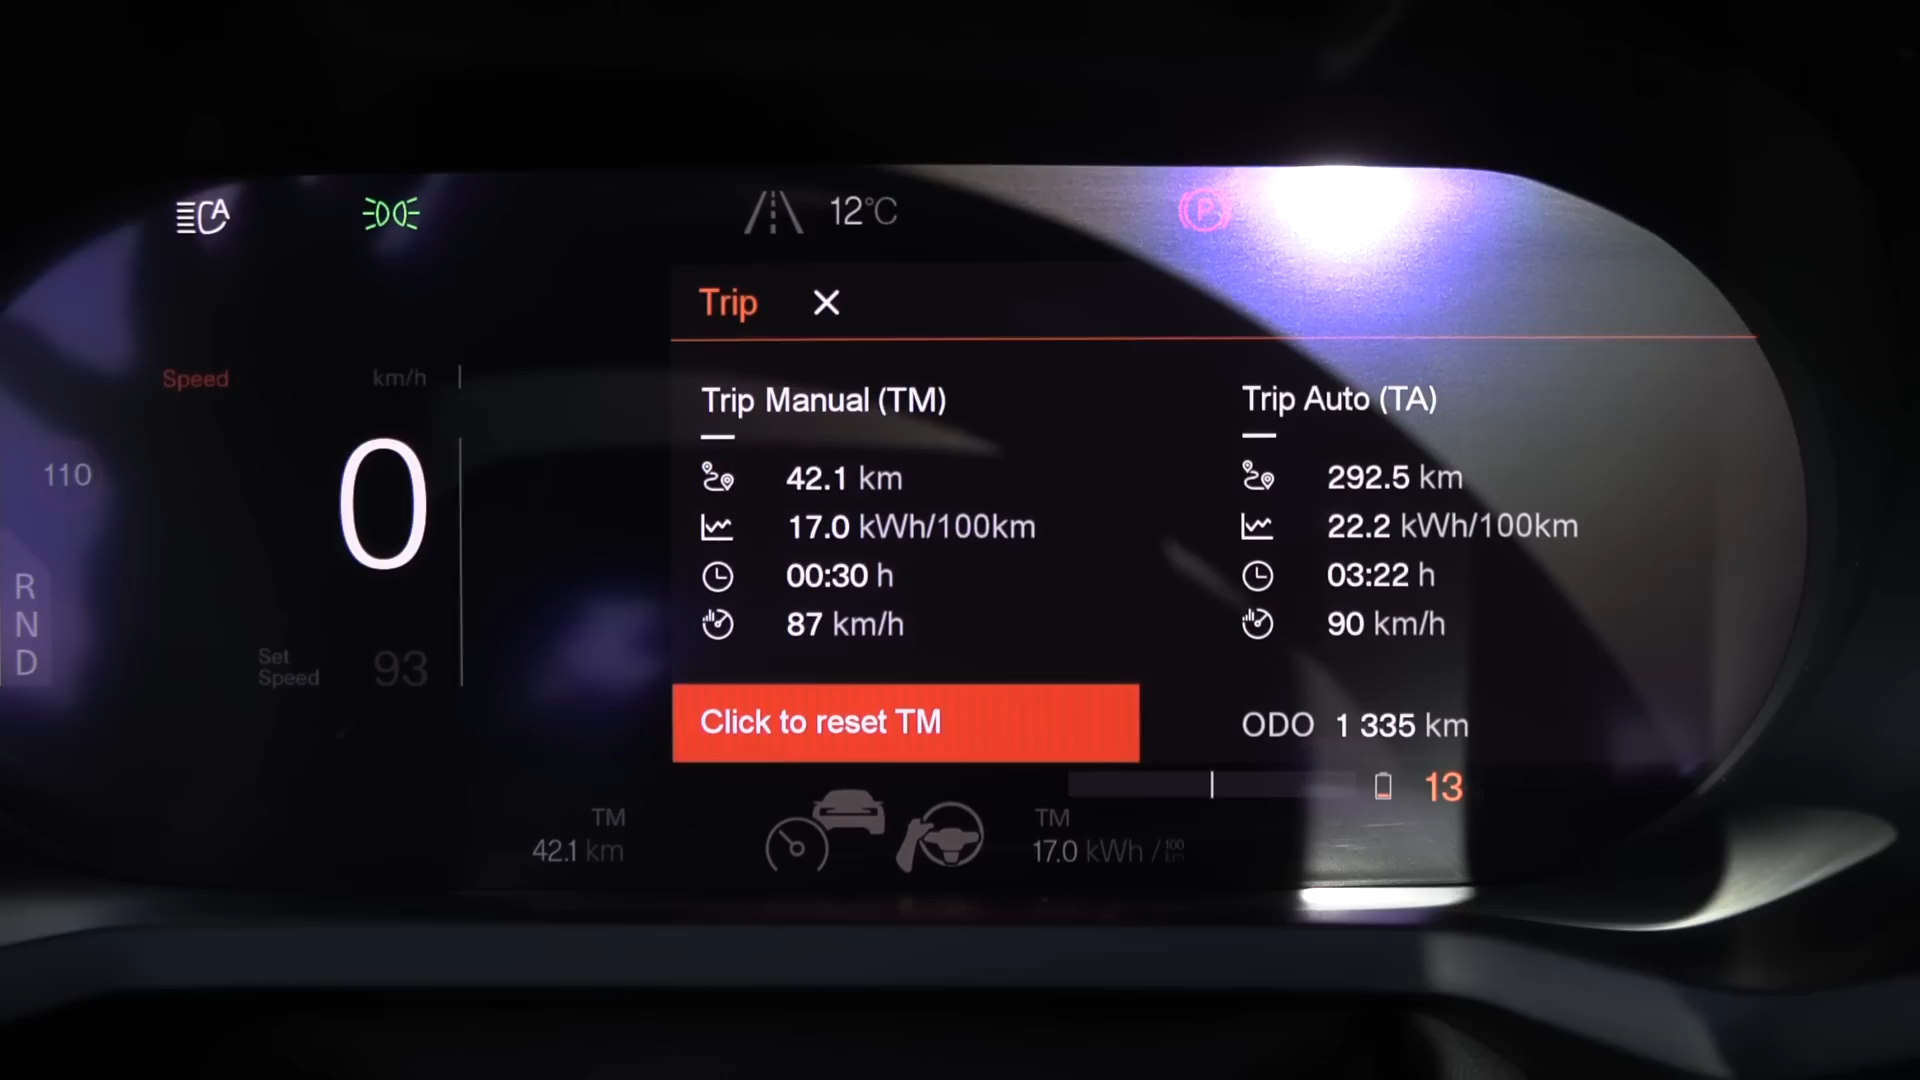 A
12°C
P
Trip
Speed
km/h
Trip Manual (TM)
Trip Auto (TA)
110
0
42.1 km
292.5 km
17.0 kWh/100km
22.2 kWh/100km
00:30 h
03:22 h
R
N
D
87 km/h
90 km/h
Set
Speed
93
Click to reset TM
ODO 1 335 km
13
TM
42.1 km
TM
17.0 kWh / 100 km